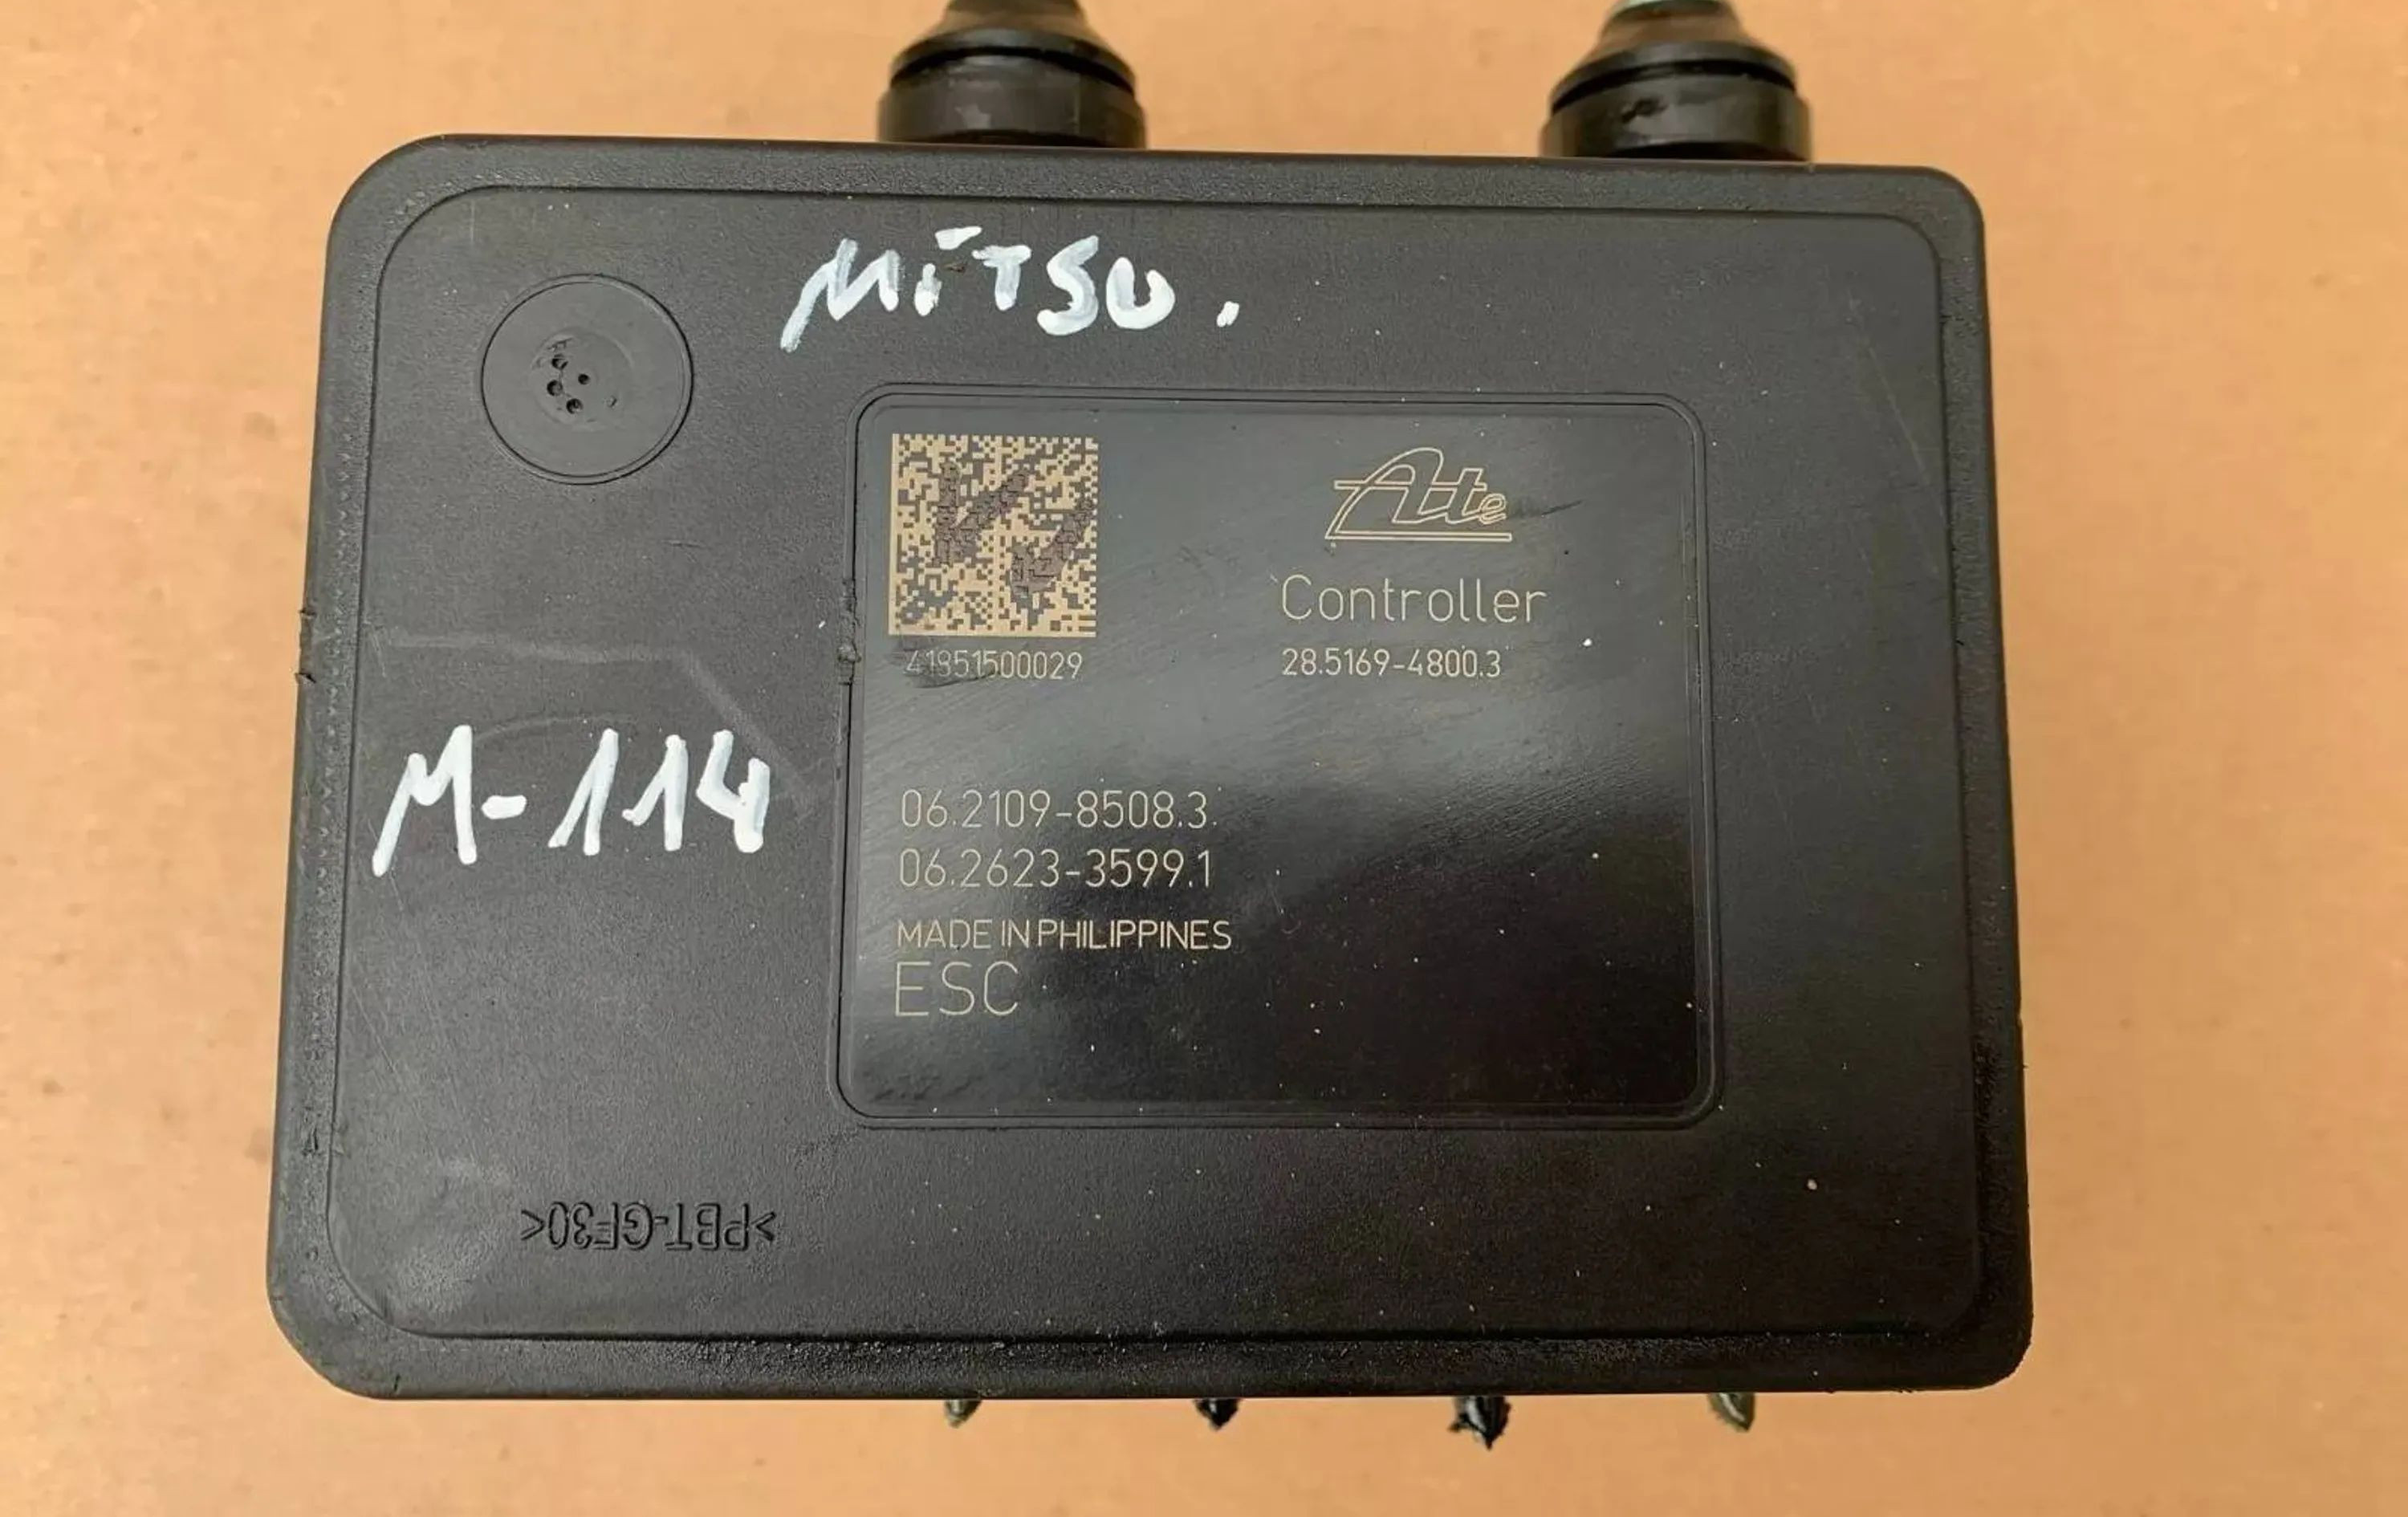 MITSU.
Ate
Controller
41951500029
28.5169-4800.3
M-114
06.2109-8508.3
06.2623-3599.1
MADE IN PHILIPPINES
ESC
>PBT-GF30<